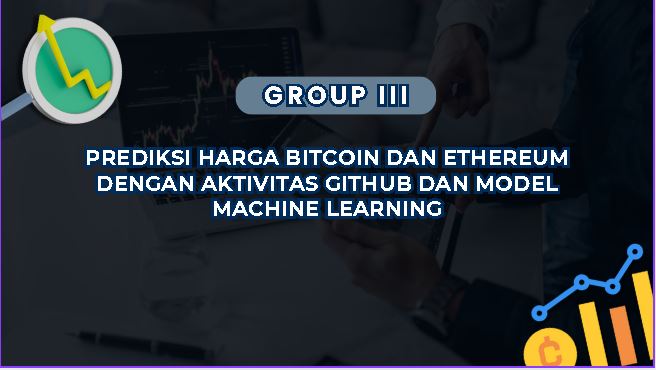 GROUP III
PREDIKSI HARGA BITCOIN DAN ETHEREUM
DENGAN AKTIVITAS GITHUB DAN MODEL
MACHINE LEARNING